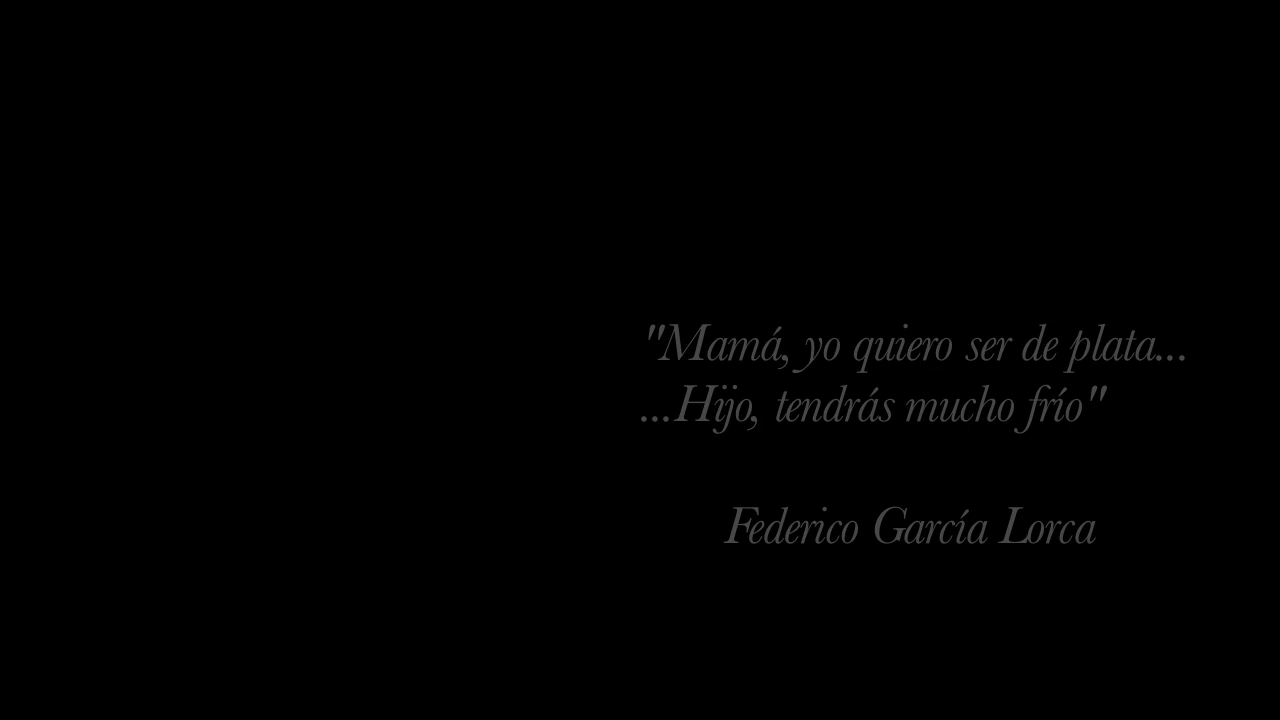 "Mamá, yo quiero ser de plata...
...Hijo, tendrás mucho frío"
Federico García Lorca